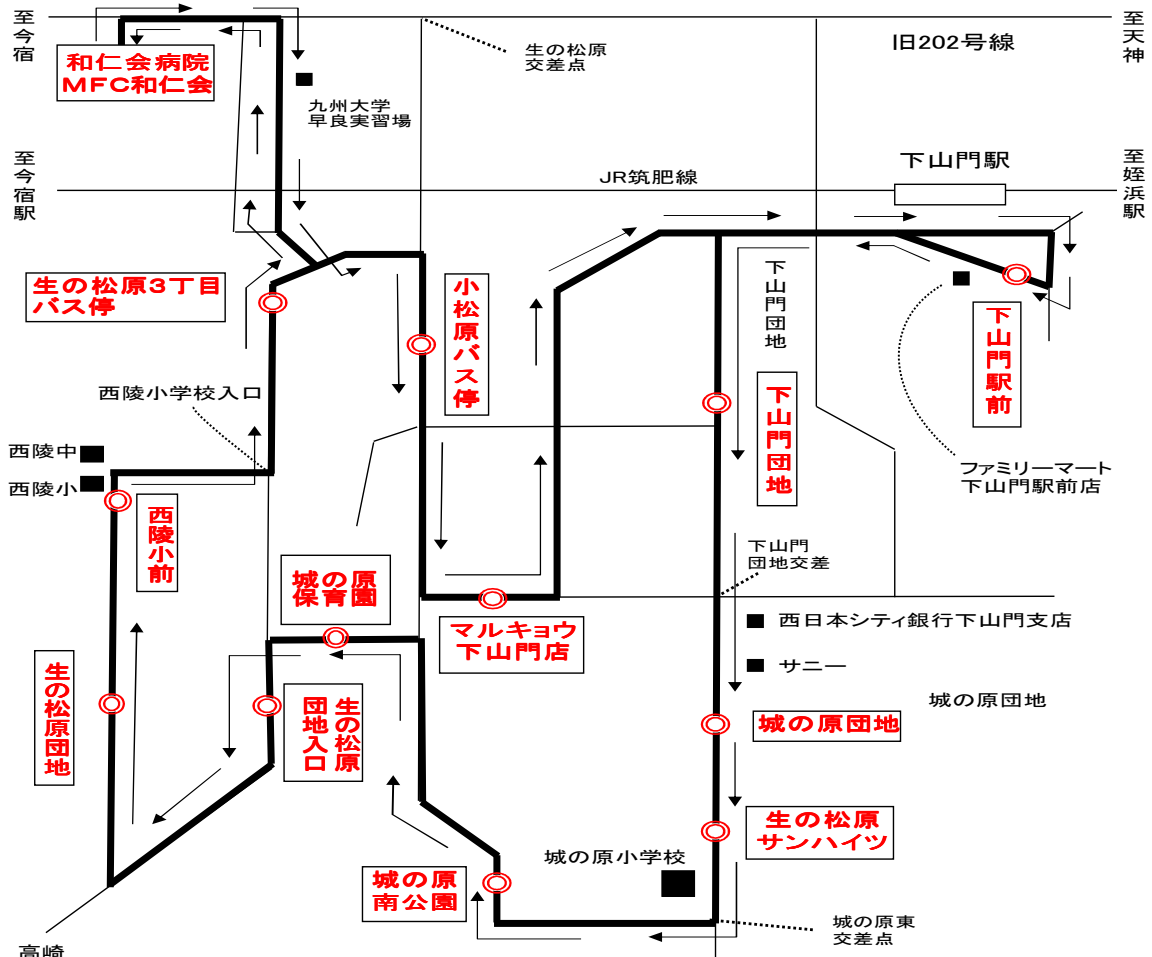 至今宿
至天神
旧202号線
生の松原
交差点
和仁会病院
MFC和仁会
九州大学
早良実習場
至今宿駅
JR筑肥線
下山門駅
至姪浜駅
生の松原3丁目
バス停
小松原バス停
下山門団地
下山門駅前
西陵小学校入口
下山門団地
西陵中
西陵小
ファミリーマート
下山門駅前店
西陵小前
城の原
保育園
下山門
団地交差
マルキョウ
下山門店
西日本シティ銀行下山門支店
サニー
生の松原団地
生の松原
団地入口
城の原団地
城の原団地
生の松原
サンハイツ
城の原小学校
城の原
南公園
城の原東
交差点
高崎